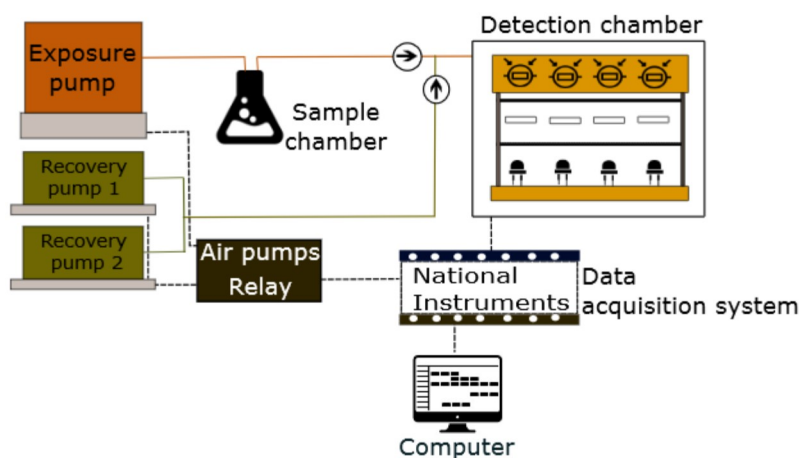 Detection chamber
Exposure
pump
Sample
chamber
Recovery
pump 1
Recovery
pump 2
Air pumps
Relay
National
Instruments
Data
acquisition system
Computer